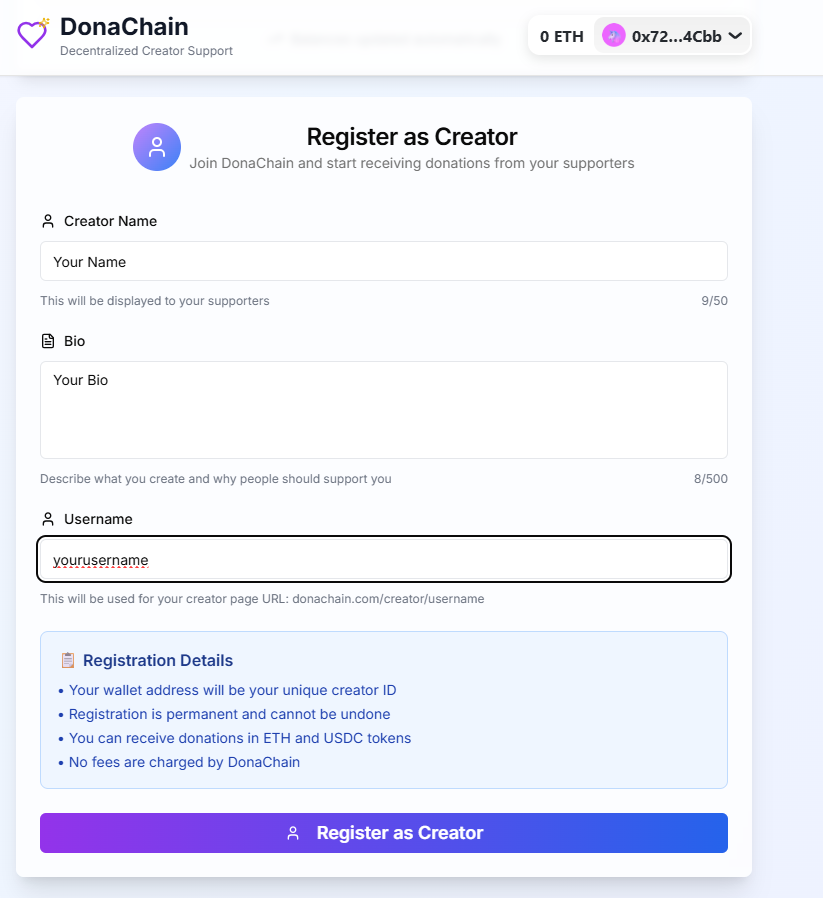 DonaChain
Decentralized Creator Support
0 ETH
0x72...4Cbb
Register as Creator
Join DonaChain and start receiving donations from your supporters
Creator Name
Your Name
This will be displayed to your supporters
9/50
Bio
Your Bio
Describe what you create and why people should support you
8/500
Username
yourusername
This will be used for your creator page URL: donachain.com/creator/username
📋 Registration Details
• Your wallet address will be your unique creator ID
• Registration is permanent and cannot be undone
• You can receive donations in ETH and USDC tokens
• No fees are charged by DonaChain
Register as Creator